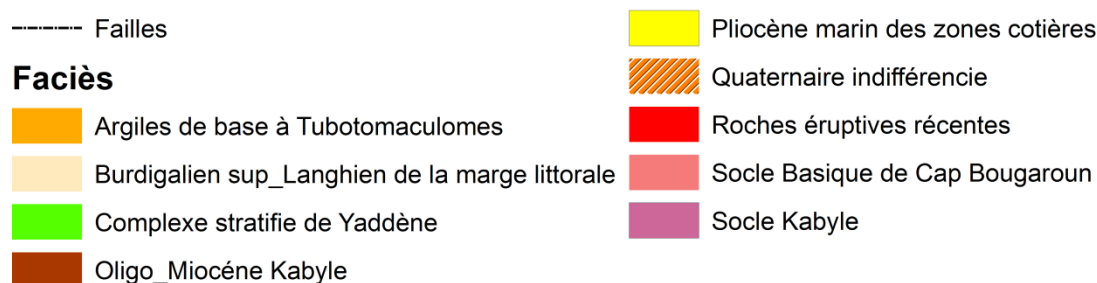 Failles
Faciès
Argiles de base à Tubotomaculomes
Burdigalien sup_Langhien de la marge littorale
Complexe stratifie de Yaddène
Oligo_Miocéne Kabyle
Pliocène marin des zones cotières
Quaternaire indifférencie
Roches éruptives récentes
Socle Basique de Cap Bougaroun
Socle Kabyle